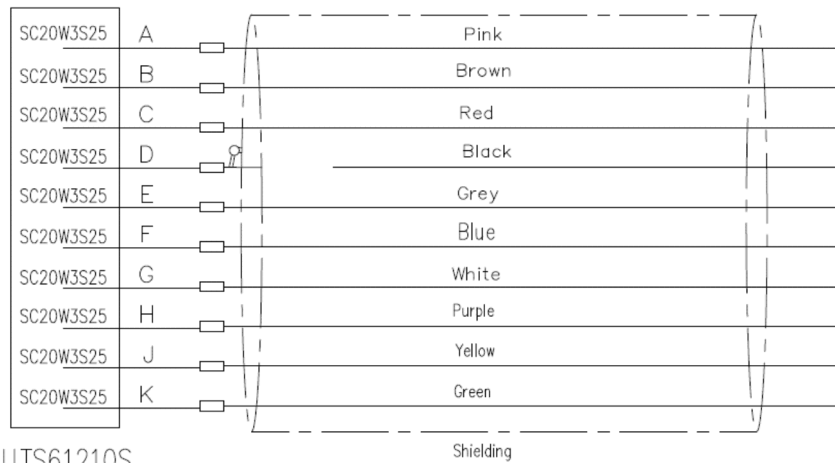 SC20W3S25 A Pink
SC20W3S25 B Brown
SC20W3S25 C Red
SC20W3S25 D Black
SC20W3S25 E Grey
SC20W3S25 F Blue
SC20W3S25 G White
SC20W3S25 H Purple
SC20W3S25 J Yellow
SC20W3S25 K Green
UTS61210S
Shielding